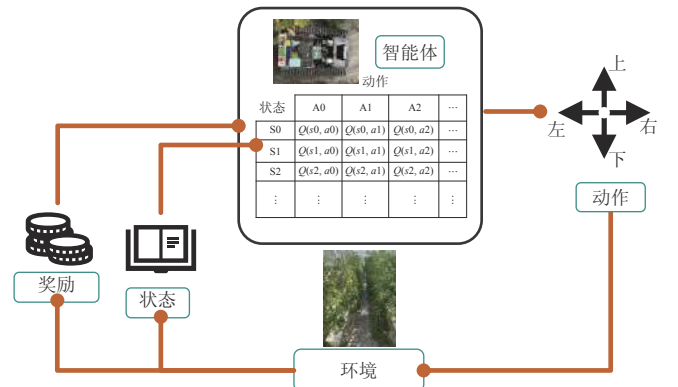 智能体
动作
状态 A0 A1 A2 ⋯
S0 Q(s0, a0) Q(s0, a1) Q(s0, a2) ⋯
S1 Q(s1, a0) Q(s1, a1) Q(s1, a2) ⋯
S2 Q(s2, a0) Q(s2, a1) Q(s2, a2) ⋯
⋮ ⋮ ⋮ ⋮ ⋮
上
左 右
下
动作
奖励
状态
环境